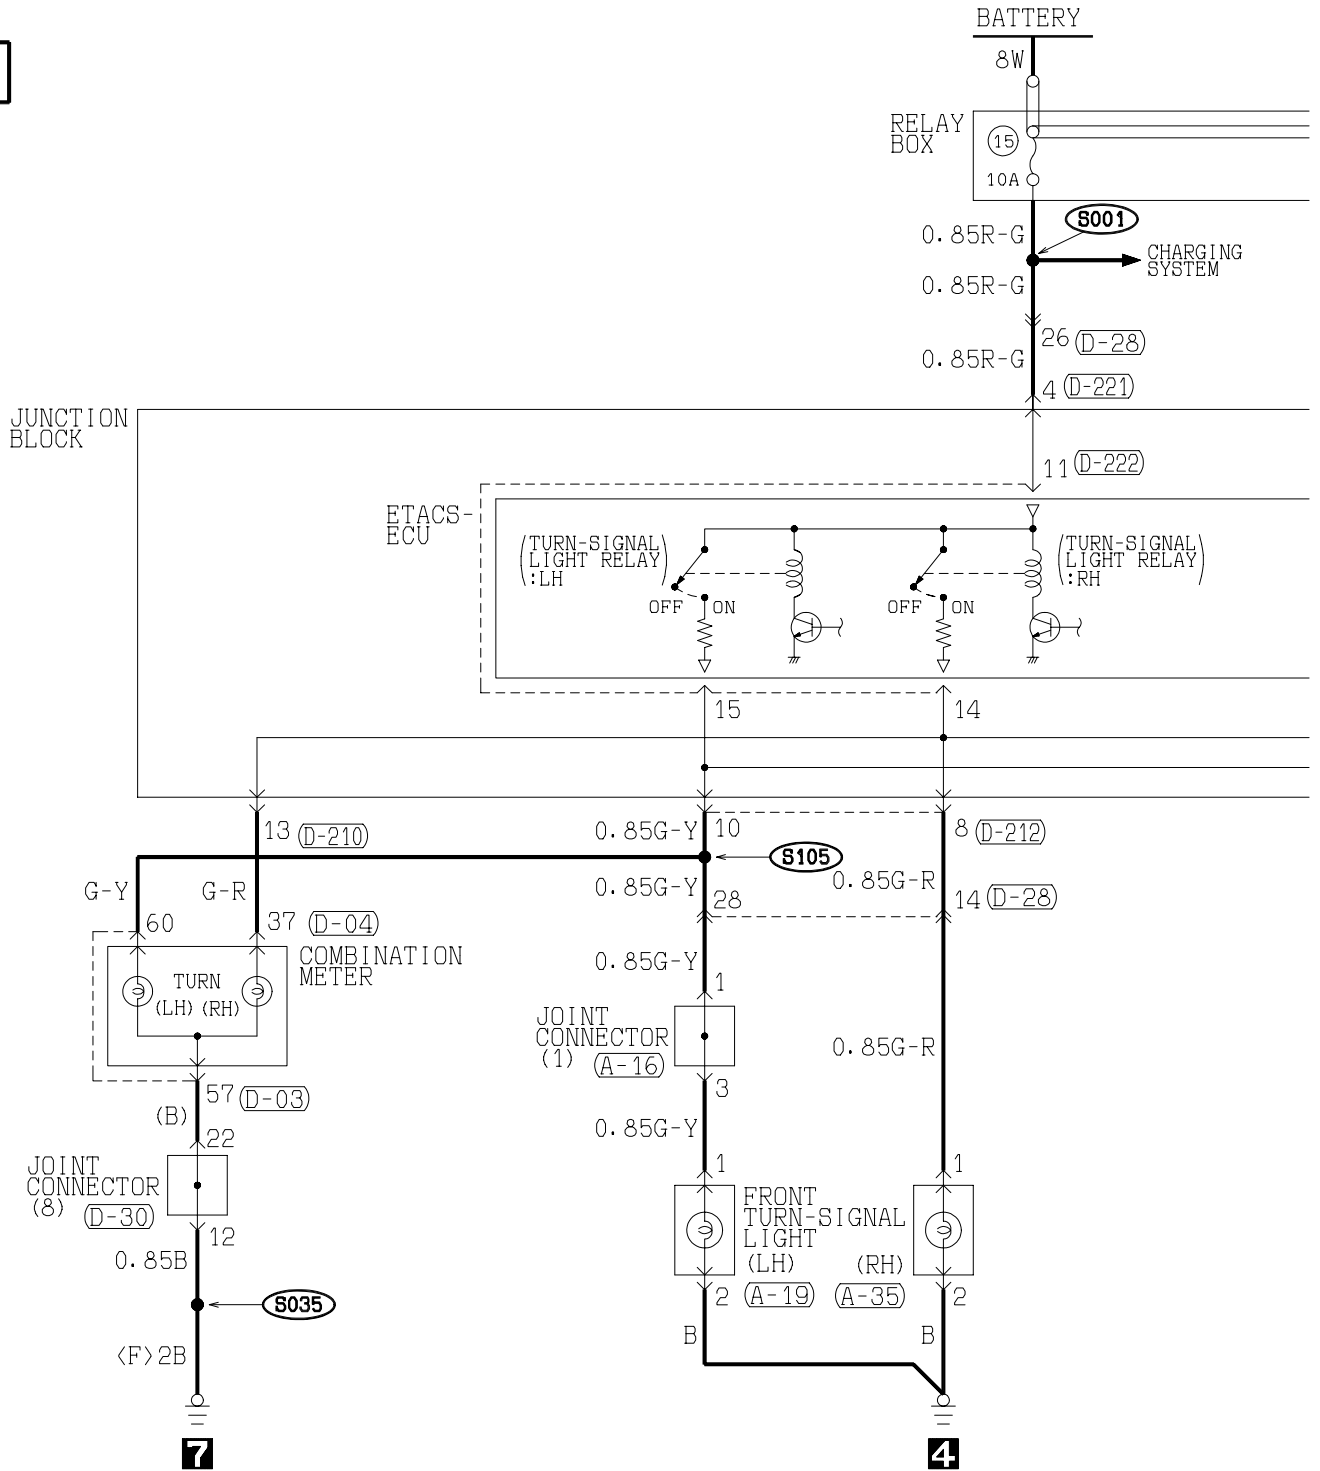 BATTERY
8W
RELAY
BOX
15
10A
S001
0.85R-G
CHARGING
SYSTEM
0.85R-G
26 (D-28)
0.85R-G
4 (D-221)
JUNCTION
BLOCK
11 (D-222)
ETACS-
ECU
(TURN-SIGNAL
LIGHT RELAY
:LH)
OFF ON
(TURN-SIGNAL
LIGHT RELAY
:RH)
OFF ON
15
14
13 (D-210)
0.85G-Y 10
8 (D-212)
S105
G-Y
G-R
0.85G-Y 28
0.85G-R
14 (D-28)
60
37 (D-04)
COMBINATION
METER
TURN
(LH) (RH)
0.85G-Y
1
JOINT
CONNECTOR
(1) (A-16)
3
0.85G-R
57 (D-03)
(B)
22
0.85G-Y
JOINT
CONNECTOR
(8) (D-30)
12
1
1
FRONT
TURN-SIGNAL
LIGHT
(LH)
(RH)
2 (A-19)
(A-35) 2
0.85B
S035
B
B
<F>2B
7
4